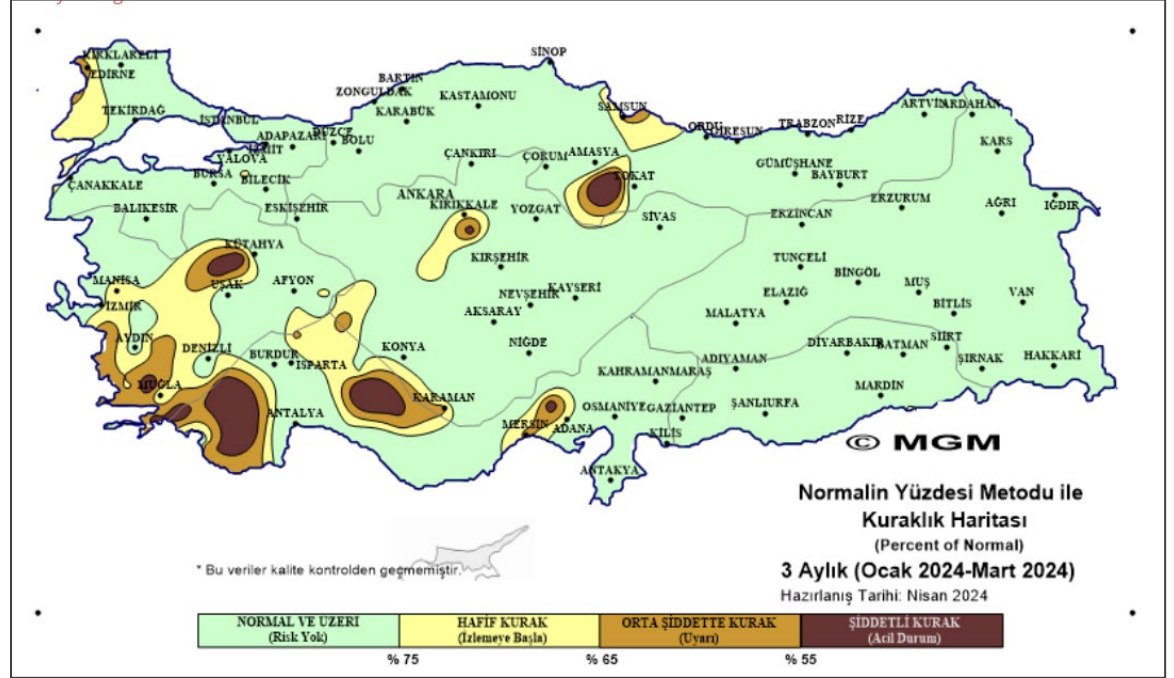 SİNOP
KIRKLARELİ
EDİRNE
BARTIN
ZONGULDAK
KASTAMONU
SAMSUN
ARTVİN
ARDAHAN
TEKİRDAĞ
KARABÜK
İSTANBUL
DÜZCE
ORDU
GİRESUN
TRABZON
RİZE
ADAPAZARI
BOLU
İZMİT
KARS
YALOVA
ÇANKIRI
ÇORUM
AMASYA
GÜMÜŞHANE
BURSA
BİLECİK
TOKAT
BAYBURT
ÇANAKKALE
ANKARA
KIRIKKALE
ERZURUM
AĞRI
IĞDIR
BALIKESİR
ESKİŞEHİR
YOZGAT
SİVAS
ERZİNCAN
KÜTAHYA
KIRŞEHİR
TUNCELİ
BİNGÖL
MANİSA
UŞAK
AFYON
NEVŞEHİR
KAYSERİ
ELAZIĞ
MUŞ
VAN
İZMİR
BİTLİS
AKSARAY
MALATYA
AYDIN
DENİZLİ
KONYA
NİĞDE
DİYARBAKIR
BATMAN
SİİRT
BURDUR
ISPARTA
ADIYAMAN
ŞIRNAK
HAKKARİ
KAHRAMANMARAŞ
MUĞLA
MARDİN
ANTALYA
KARAMAN
OSMANİYE
GAZİANTEP
ŞANLIURFA
MERSİN
ADANA
KİLİS
ANTAKYA
© MGM
Normalin Yüzdesi Metodu ile
Kuraklık Haritası
(Percent of Normal)
3 Aylık (Ocak 2024-Mart 2024)
Hazırlanış Tarihi: Nisan 2024
* Bu veriler kalite kontrolden geçmemiştir.
NORMAL VE ÜZERİ
(Risk Yok)
HAFİF KURAK
(İzlemeye Başla)
ORTA ŞİDDETTE KURAK
(Uyarı)
ŞİDDETLİ KURAK
(Acil Durum)
% 75
% 65
% 55